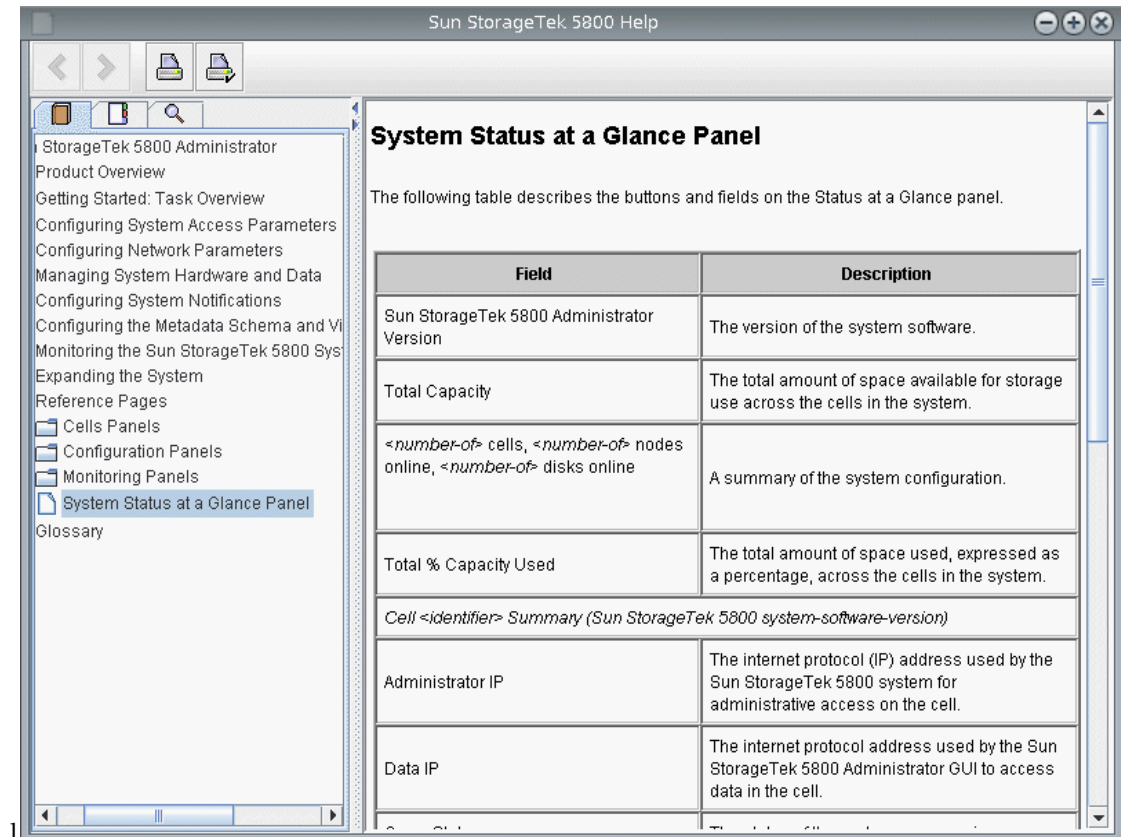 Sun StorageTek 5800 Help
StorageTek 5800 Administrator
Product Overview
Getting Started: Task Overview
Configuring System Access Parameters
Configuring Network Parameters
Managing System Hardware and Data
Configuring System Notifications
Configuring the Metadata Schema and Vi
Monitoring the Sun StorageTek 5800 Sys
Expanding the System
Reference Pages
Cells Panels
Configuration Panels
Monitoring Panels
System Status at a Glance Panel
Glossary
System Status at a Glance Panel
The following table describes the buttons and fields on the Status at a Glance panel.
Field
Description
Sun StorageTek 5800 Administrator
Version
The version of the system software.
Total Capacity
The total amount of space available for storage
use across the cells in the system.
<number-of> cells, <number-of> nodes
online, <number-of> disks online
A summary of the system configuration.
Total % Capacity Used
The total amount of space used, expressed as
a percentage, across the cells in the system.
Cell <identifier> Summary (Sun StorageTek 5800 system-software-version)
Administrator IP
The internet protocol (IP) address used by the
Sun StorageTek 5800 system for
administrative access on the cell.
Data IP
The internet protocol address used by the Sun
StorageTek 5800 Administrator GUI to access
data in the cell.